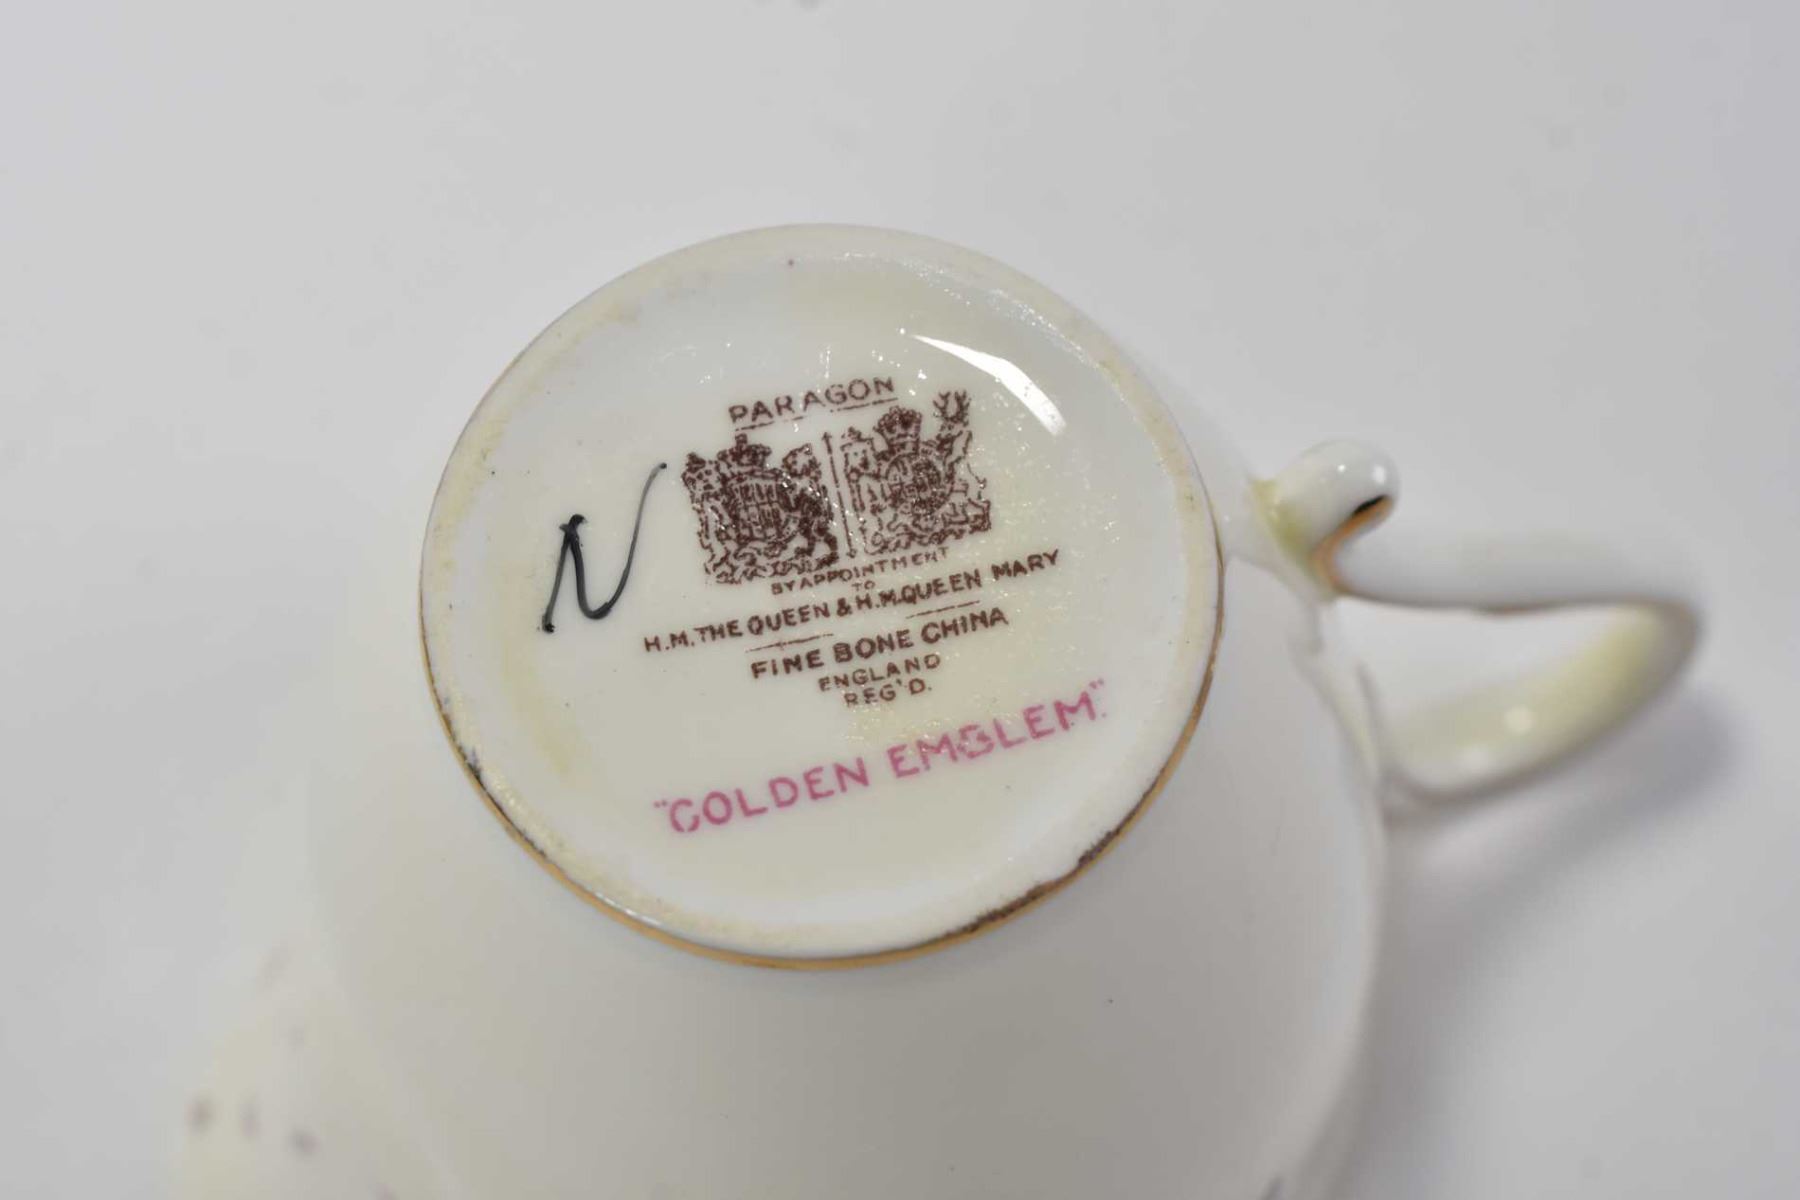 PARAGON
BY APPOINTMENT
TO
H.M. THE QUEEN & H.M. QUEEN MARY
FINE BONE CHINA
ENGLAND
REG'D.
"GOLDEN EMBLEM."
N